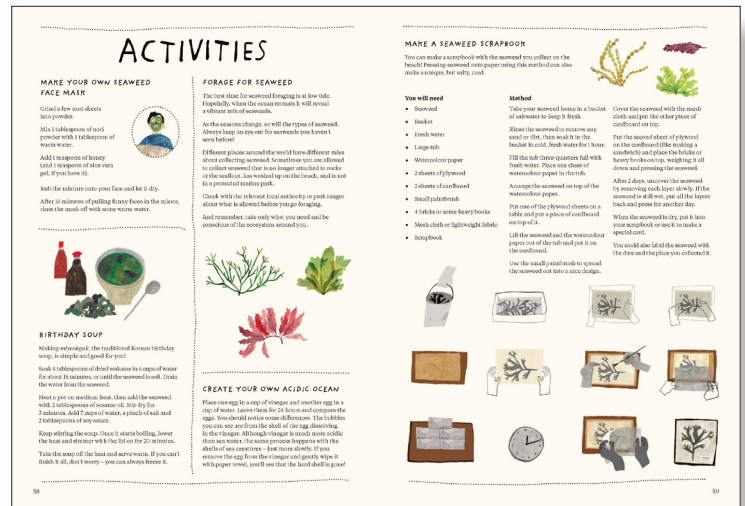 ACTIVITIES
MAKE YOUR OWN SEAWEED
FACE MASK
Grind a few nori sheets
into powder.
Mix 1 tablespoon of nori
powder with 1 tablespoon of
warm water.
Add 1 teaspoon of honey
(and 1 teaspoon of aloe vera
gel, if you have it).
Rub the mixture onto your face and let it dry.
After 15 minutes of pulling funny faces in the mirror,
rinse the mask off with some warm water.
BIRTHDAY SOUP
Making miyeokguk, the traditional Korean birthday
soup, is simple and good for you!
Soak 4 tablespoons of dried wakame in 6 cups of water
for about 15 minutes, or until the seaweed is soft. Drain
the water from the seaweed.
Heat a pot on medium heat, then add the seaweed
with 2 tablespoons of sesame oil. Stir-fry for
3 minutes. Add 7 cups of water, a pinch of salt and
2 tablespoons of soy sauce.
Keep stirring the soup. Once it starts boiling, lower
the heat and simmer with the lid on for 20 minutes.
Take the soup off the heat and serve warm. If you can't
finish it all, don't worry – you can always freeze it.
58
FORAGE FOR SEAWEED
The best time for seaweed foraging is at low tide.
Hopefully, when the ocean retreats it will reveal
a vibrant mix of seaweeds.
As the seasons change, so will the types of seaweed.
Always keep an eye out for seaweeds you haven't
seen before!
Different places around the world have different rules
about collecting seaweed. Sometimes you are allowed
to collect seaweed that is no longer attached to rocks
or the seafloor, has washed up on the beach, and is not
in a protected marine park.
Check with the relevant local authority or park ranger
about what is allowed before you go foraging.
And remember, take only what you need and be
conscious of the ecosystem around you.
CREATE YOUR OWN ACIDIC OCEAN
Place one egg in a cup of vinegar and another egg in a
cup of water. Leave them for 24 hours and compare the
eggs. You should notice some differences. The bubbles
you can see are from the shell of the egg dissolving
in the vinegar. Although vinegar is much more acidic
than sea water, the same process happens with the
shells of sea creatures – just more slowly. If you
remove the egg from the vinegar and gently wipe it
with paper towel, you'll see that the hard shell is gone!
MAKE A SEAWEED SCRAPBOOK
You can make a scrapbook with the seaweed you collect on the
beach! Pressing seaweed onto paper using this method can also
make a unique, but salty, card.
You will need
• Seaweed
• Bucket
• Fresh water
• Large tub
• Watercolour paper
• 2 sheets of plywood
• 2 sheets of cardboard
• Small paintbrush
• 4 bricks or some heavy books
• Mesh cloth or lightweight fabric
• Scrapbook
Method
Take your seaweed home in a bucket
of saltwater to keep it fresh.
Rinse the seaweed to remove any
sand or dirt, then soak it in the
bucket in cold, fresh water for 1 hour.
Fill the tub three-quarters full with
fresh water. Place one sheet of
watercolour paper in the tub.
Arrange the seaweed on top of the
watercolour paper.
Put one of the plywood sheets on a
table and put a piece of cardboard
on top of it.
Lift the seaweed and the watercolour
paper out of the tub and put it on
the cardboard.
Use the small paintbrush to spread
the seaweed out into a nice design.
Cover the seaweed with the mesh
cloth and put the other piece of
cardboard on top.
Put the second sheet of plywood
on the cardboard (like making a
sandwich) and place the bricks or
heavy books on top, weighing it all
down and pressing the seaweed.
After 2 days, uncover the seaweed
by removing each layer slowly. If the
seaweed is still wet, put all the layers
back and press for another day.
When the seaweed is dry, put it into
your scrapbook or use it to make a
special card.
You could also label the seaweed with
the date and the place you collected it.
59